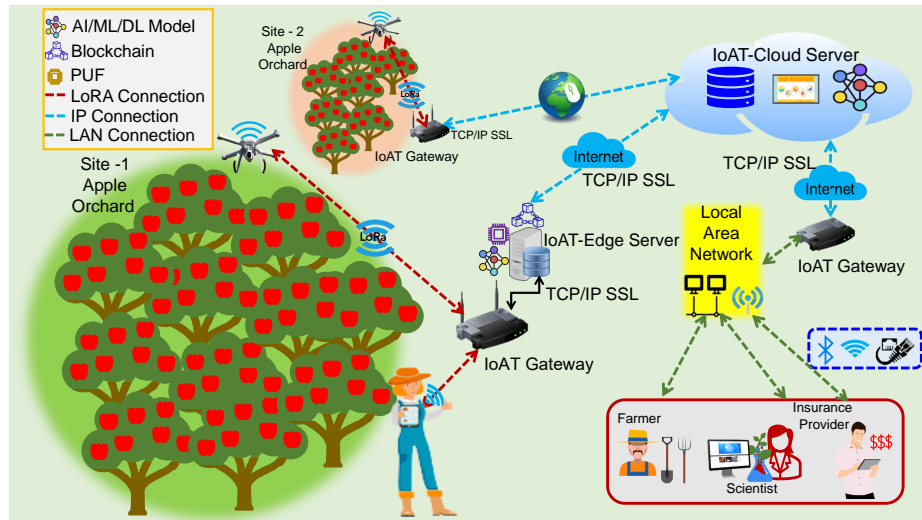 AI/ML/DL Model
Blockchain
PUF
LoRA Connection
IP Connection
LAN Connection
Site - 2
Apple
Orchard
LoRa
TCP/IP SSL
IoAT Gateway
IoAT-Cloud Server
Site -1
Apple
Orchard
LoRa
Internet
TCP/IP SSL
TCP/IP SSL
Internet
IoAT-Edge Server
TCP/IP SSL
IoAT Gateway
Local
Area
Network
IoAT Gateway
Farmer
Scientist
Insurance
Provider
$$$